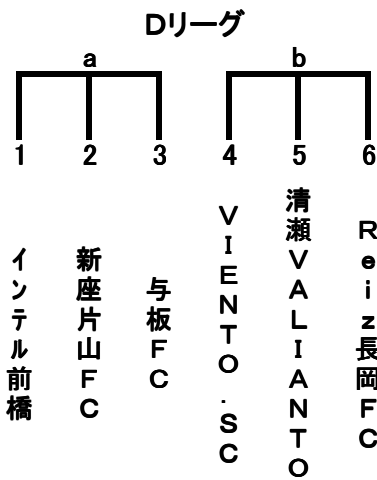 Dリーグ
a
b
1
2
3
4
5
6
インテル前橋
新座片山FC
与板FC
VIENTO.SC
清瀬VALIANTO
Reiz長岡FC